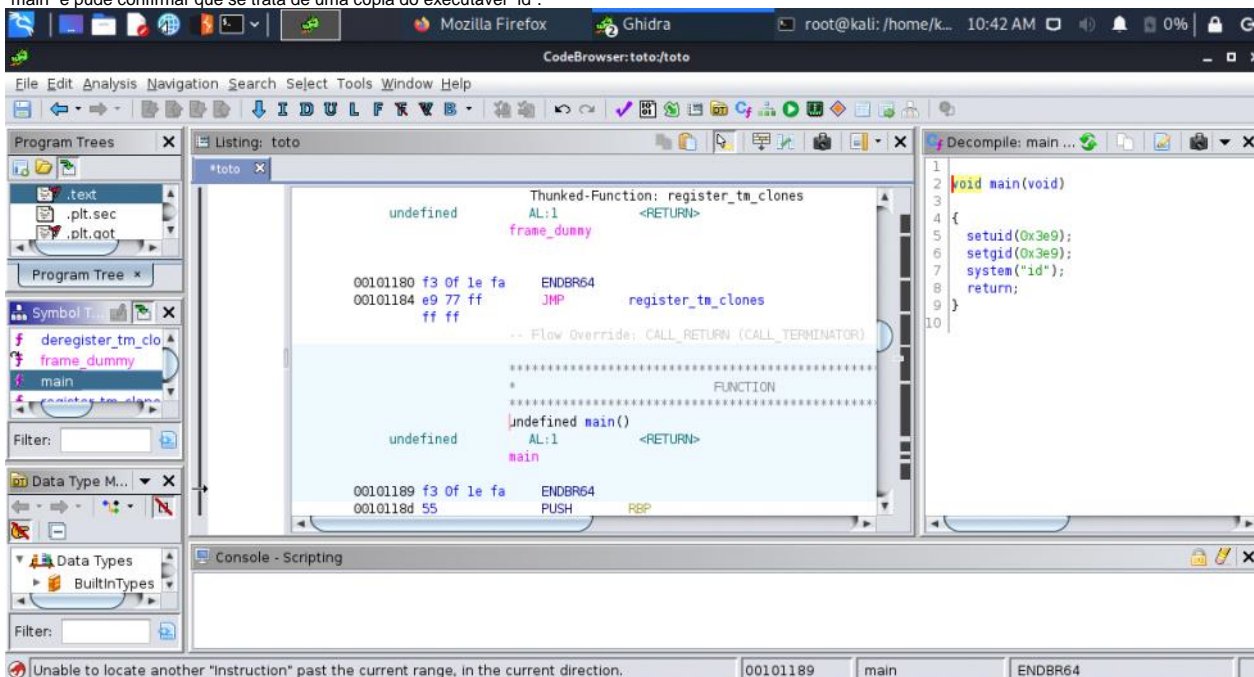 "main" e pude confirmar que se trata de uma cópia do executável "id".
Mozilla Firefox
Ghidra
root@kali: /home/k...
10:42 AM
0%
G
CodeBrowser: toto:/toto
File Edit Analysis Navigation Search Select Tools Window Help
I D U L F B
Program Trees
.text
.plt.sec
.plt.got
Program Tree
Symbol T...
f deregister_tm_clo
f frame_dummy
f main
Filter:
Data Type M...
Data Types
BuiltInTypes
Filter:
Listing: toto
*toto
Thunked-Function: register_tm_clones
undefined AL:1 <RETURN>
frame_dummy
00101180 f3 0f 1e fa ENDBR64
00101184 e9 77 ff JMP register_tm_clones
ff ff
-- Flow Override: CALL_RETURN (CALL_TERMINATOR)
************************************************
* FUNCTION
************************************************
undefined main()
undefined AL:1 <RETURN>
main
00101189 f3 0f 1e fa ENDBR64
0010118d 55 PUSH RBP
Decompile: main ...
1
2 void main(void)
3
4 {
5 setuid(0x3e9);
6 setgid(0x3e9);
7 system("id");
8 return;
9 }
10
Console - Scripting
Unable to locate another "Instruction" past the current range, in the current direction.
00101189
main
ENDBR64